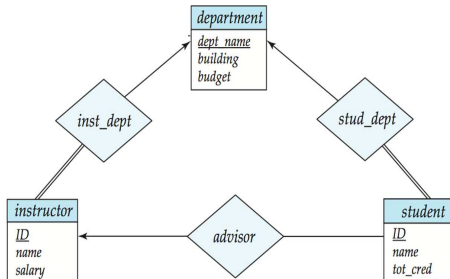 department
dept_name
building
budget
inst_dept
stud_dept
instructor
ID
name
salary
advisor
student
ID
name
tot_cred